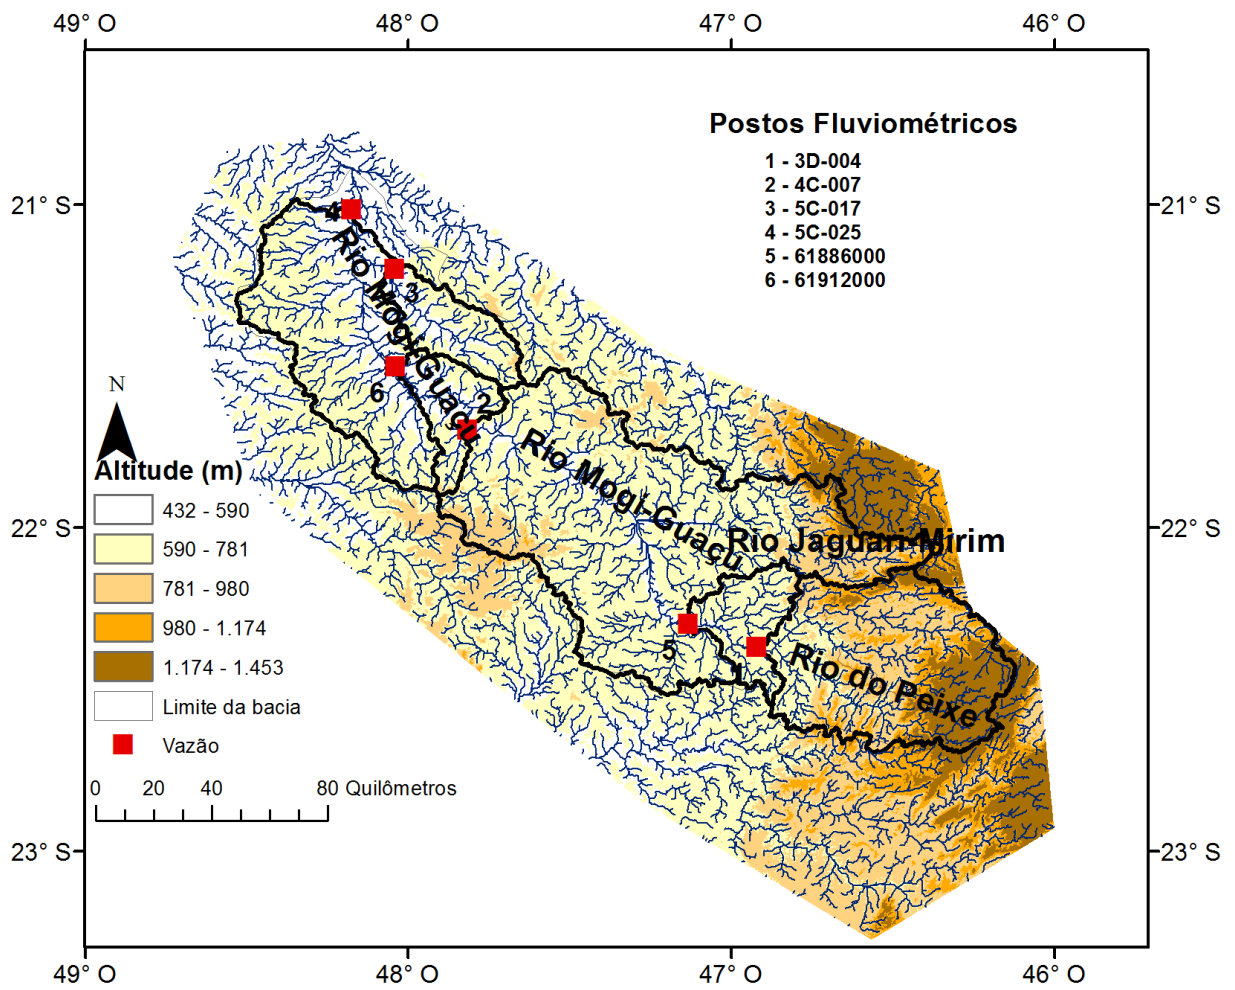 49° O
48° O
47° O
46° O
Postos Fluviométricos
1 - 3D-004
2 - 4C-007
3 - 5C-017
4 - 5C-025
5 - 61886000
6 - 61912000
21° S
21° S
4
3
Rio Mogi-Guaçu
6
2
N
Rio Mogi-Guaçu
22° S
22° S
Rio Jaguari-Mirim
5
1
Rio do Peixe
Altitude (m)
432 - 590
590 - 781
781 - 980
980 - 1.174
1.174 - 1.453
Limite da bacia
Vazão
0 20 40 80 Quilômetros
23° S
23° S
49° O
48° O
47° O
46° O